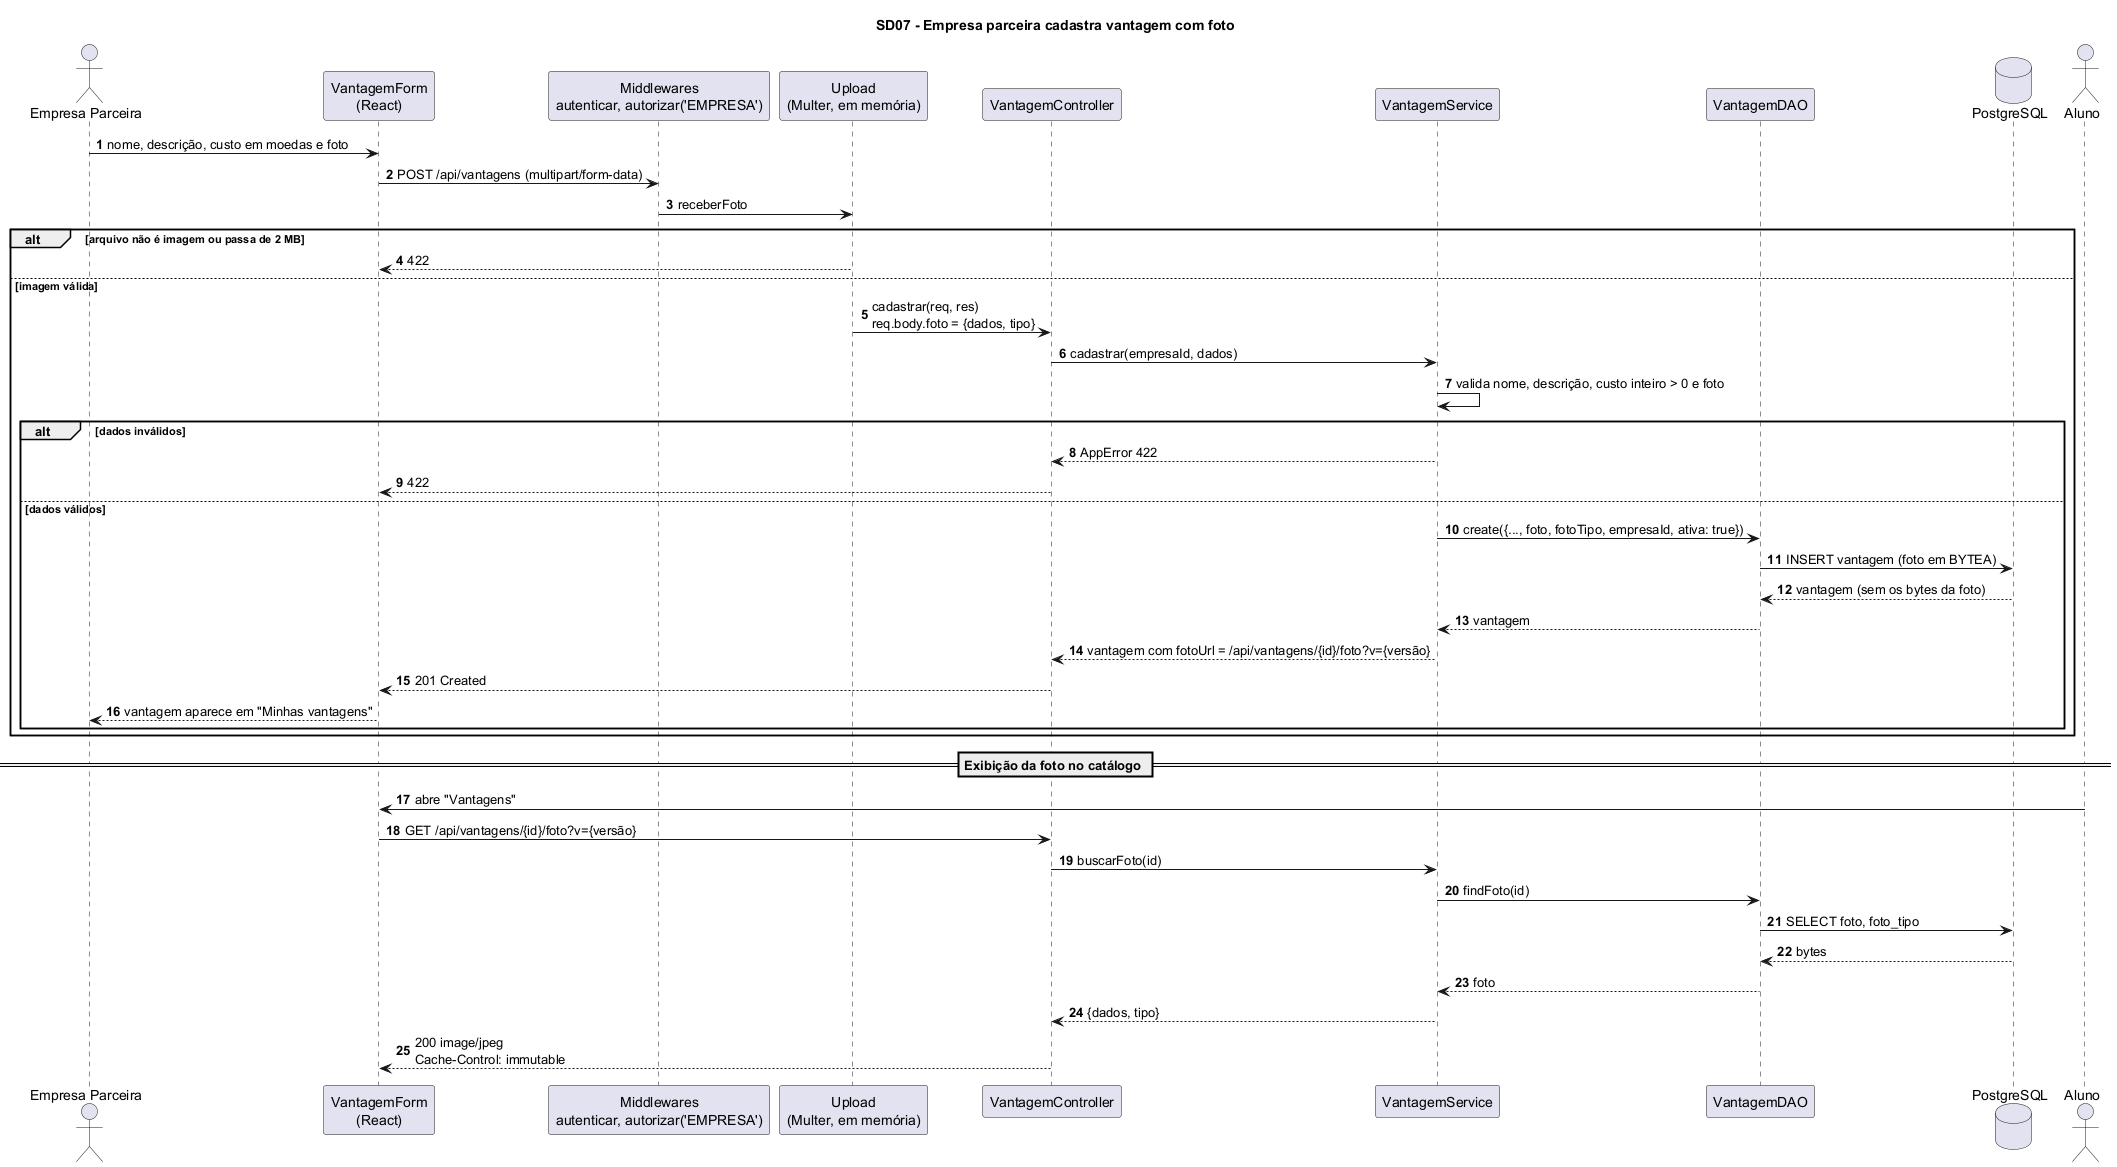 SD07 - Empresa parceira cadastra vantagem com foto
Empresa Parceira
VantagemForm
(React)
Middlewares
autenticar, autorizar('EMPRESA')
Upload
(Multer, em memória)
VantagemController
VantagemService
VantagemDAO
PostgreSQL
Aluno
1 nome, descrição, custo em moedas e foto
2 POST /api/vantagens (multipart/form-data)
3 receberFoto
alt [arquivo não é imagem ou passa de 2 MB]
4 422
[imagem válida]
5 cadastrar(req, res)
req.body.foto = {dados, tipo}
6 cadastrar(empresaId, dados)
7 valida nome, descrição, custo inteiro > 0 e foto
alt [dados inválidos]
8 AppError 422
9 422
[dados válidos]
10 create({..., foto, fotoTipo, empresaId, ativa: true})
11 INSERT vantagem (foto em BYTEA)
12 vantagem (sem os bytes da foto)
13 vantagem
14 vantagem com fotoUrl = /api/vantagens/{id}/foto?v={versão}
15 201 Created
16 vantagem aparece em "Minhas vantagens"
Exibição da foto no catálogo
17 abre "Vantagens"
18 GET /api/vantagens/{id}/foto?v={versão}
19 buscarFoto(id)
20 findFoto(id)
21 SELECT foto, foto_tipo
22 bytes
23 foto
24 {dados, tipo}
25 200 image/jpeg
Cache-Control: immutable
Empresa Parceira
VantagemForm
(React)
Middlewares
autenticar, autorizar('EMPRESA')
Upload
(Multer, em memória)
VantagemController
VantagemService
VantagemDAO
PostgreSQL
Aluno